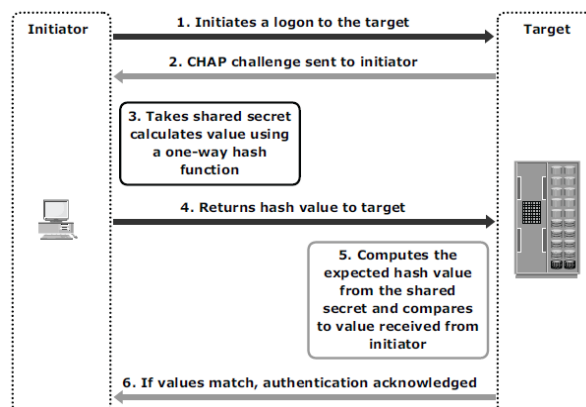 1. Initiates a logon to the target
Initiator
Target
2. CHAP challenge sent to initiator
3. Takes shared secret
calculates value using
a one-way hash
function
4. Returns hash value to target
5. Computes the
expected hash value
from the shared
secret and compares
to value received from
initiator
6. If values match, authentication acknowledged